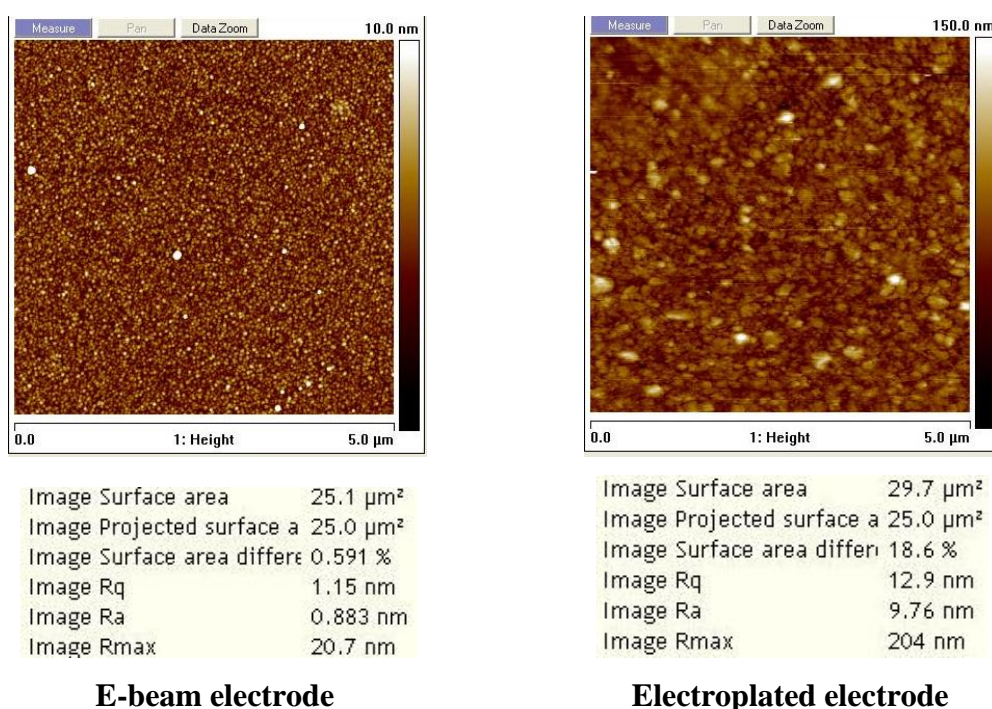 Measure Pan Data Zoom 10.0 nm
0.0 1: Height 5.0 µm
Image Surface area 25.1 µm²
Image Projected surface a 25.0 µm²
Image Surface area differe 0.591 %
Image Rq 1.15 nm
Image Ra 0.883 nm
Image Rmax 20.7 nm
E-beam electrode
Measure Pan Data Zoom 150.0 nm
0.0 1: Height 5.0 µm
Image Surface area 29.7 µm²
Image Projected surface a 25.0 µm²
Image Surface area differ 18.6 %
Image Rq 12.9 nm
Image Ra 9.76 nm
Image Rmax 204 nm
Electroplated electrode